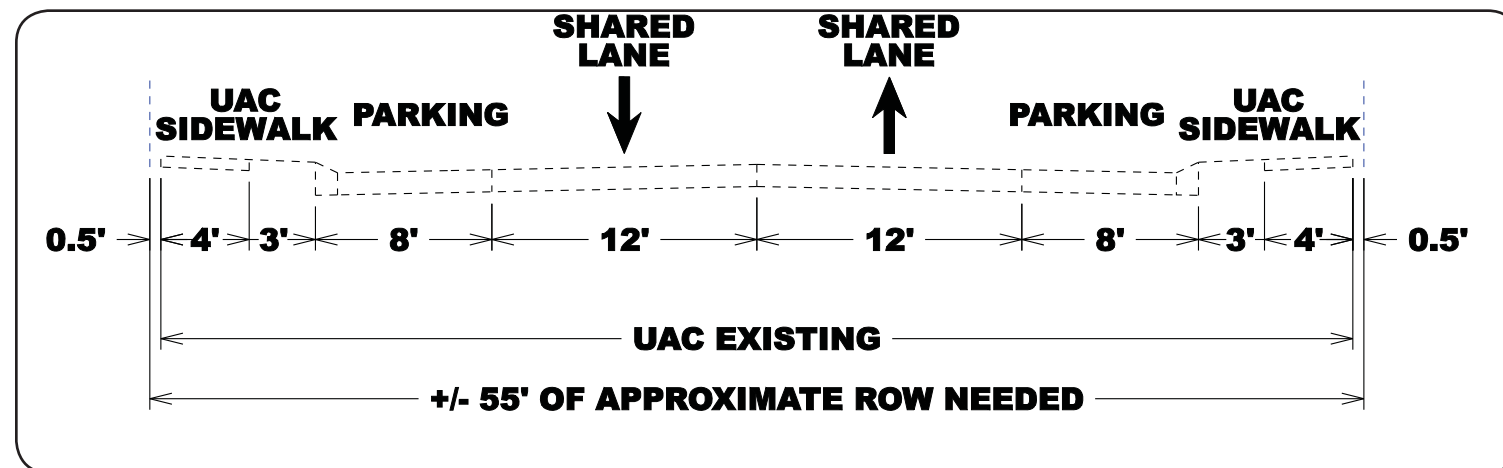 SHARED
LANE
SHARED
LANE
UAC
SIDEWALK
PARKING
PARKING
UAC
SIDEWALK
0.5' 4' 3' 8' 12' 12' 8' 3' 4' 0.5'
UAC EXISTING
+/- 55' OF APPROXIMATE ROW NEEDED